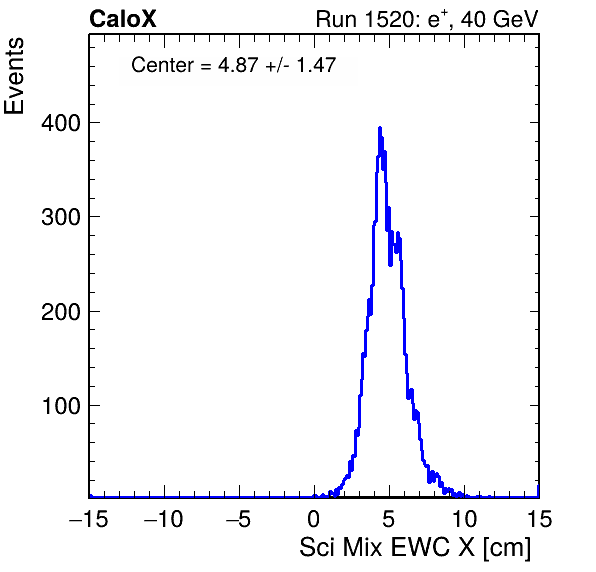 CaloX Run 1520: e⁺, 40 GeV
Events
Center = 4.87 +/- 1.47
400
300
200
100
−15 −10 −5 0 5 10 15
Sci Mix EWC X [cm]